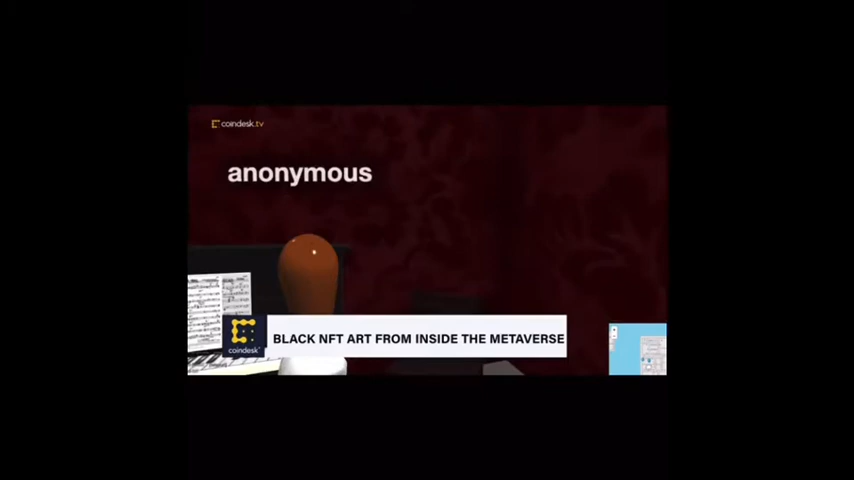 coindesk.tv
anonymous
coindesk
BLACK NFT ART FROM INSIDE THE METAVERSE